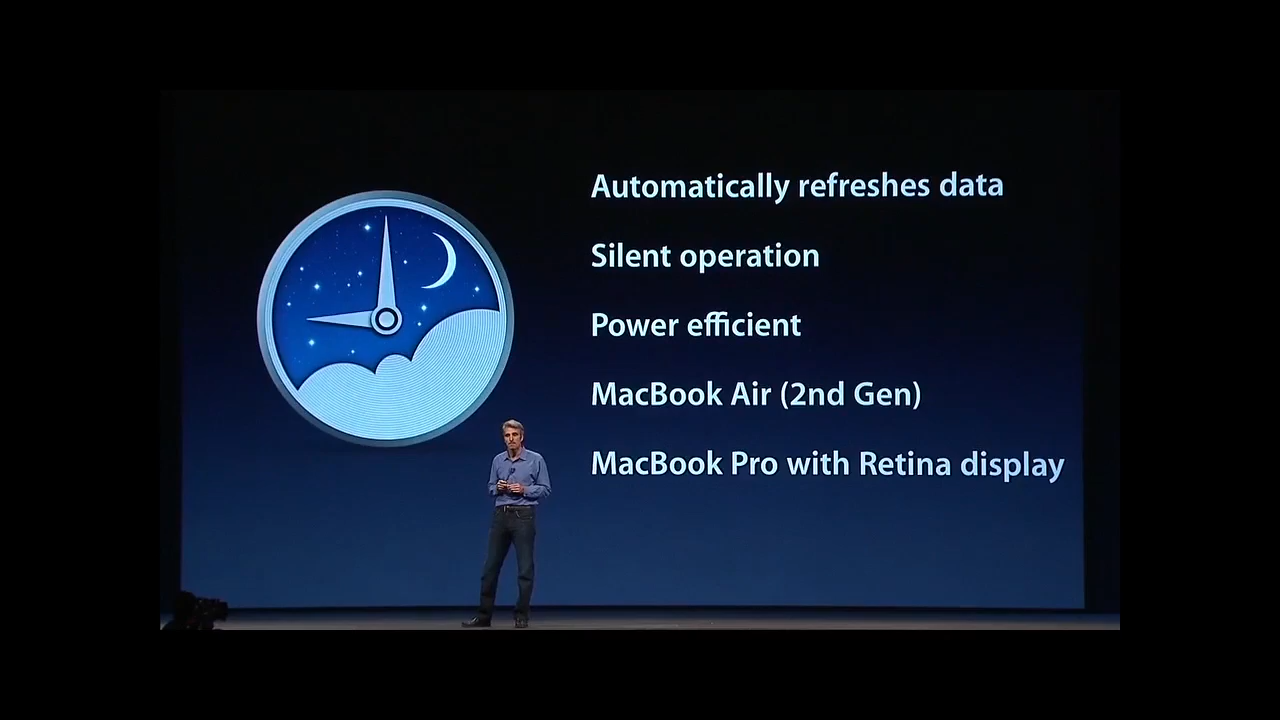 Automatically refreshes data
Silent operation
Power efficient
MacBook Air (2nd Gen)
MacBook Pro with Retina display